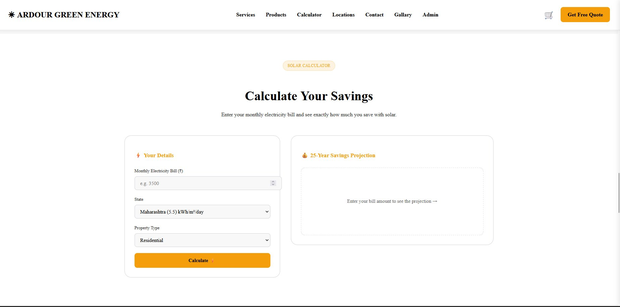 ARDOUR GREEN ENERGY
Services Products Calculator Locations Contact Gallery Admin
Get Free Quote
SOLAR CALCULATOR
Calculate Your Savings
Enter your monthly electricity bill and see exactly how much you save with solar.
Your Details
Monthly Electricity Bill (₹)
e.g. 3500
State
Maharashtra (5.5) kWh/m²/day
Property Type
Residential
Calculate →
25-Year Savings Projection
Enter your bill amount to see the projection →